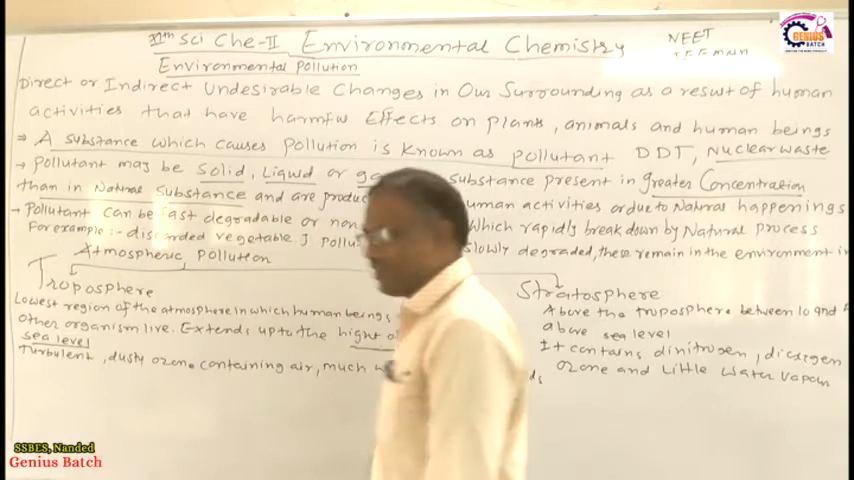 11th Sci Che-II Environmental Chemistry NEET
GENIUS
BATCH
Environmental Pollution
Direct or Indirect Undesirable Changes in Our Surrounding as a result of human
activities that have harmful Effects on plants, animals and human beings
⇒ A substance which causes pollution is known as pollutant DDT, Nuclear waste
→ Pollutant may be Solid, Liquid or substance present in greater Concentration
than in Natural Substance and are human activities or due to Natural happenings
→ Pollutant can be fast degradable or non Which rapidly break down by Natural process
For example:- discarded vegetable. slowly degraded, these remain in the environment
Atmospheric Pollution
Troposphere
Lowest region of the atmosphere in which human beings
other organism live. Extends up to the hight
sea level
Turbulent, dusty ozone containing air, much
Stratosphere
Above the troposphere between 10 and
above sea level
It contains dinitrogen, dioxygen
ozone and Little water vapour
SSBES, Nanded
Genius Batch